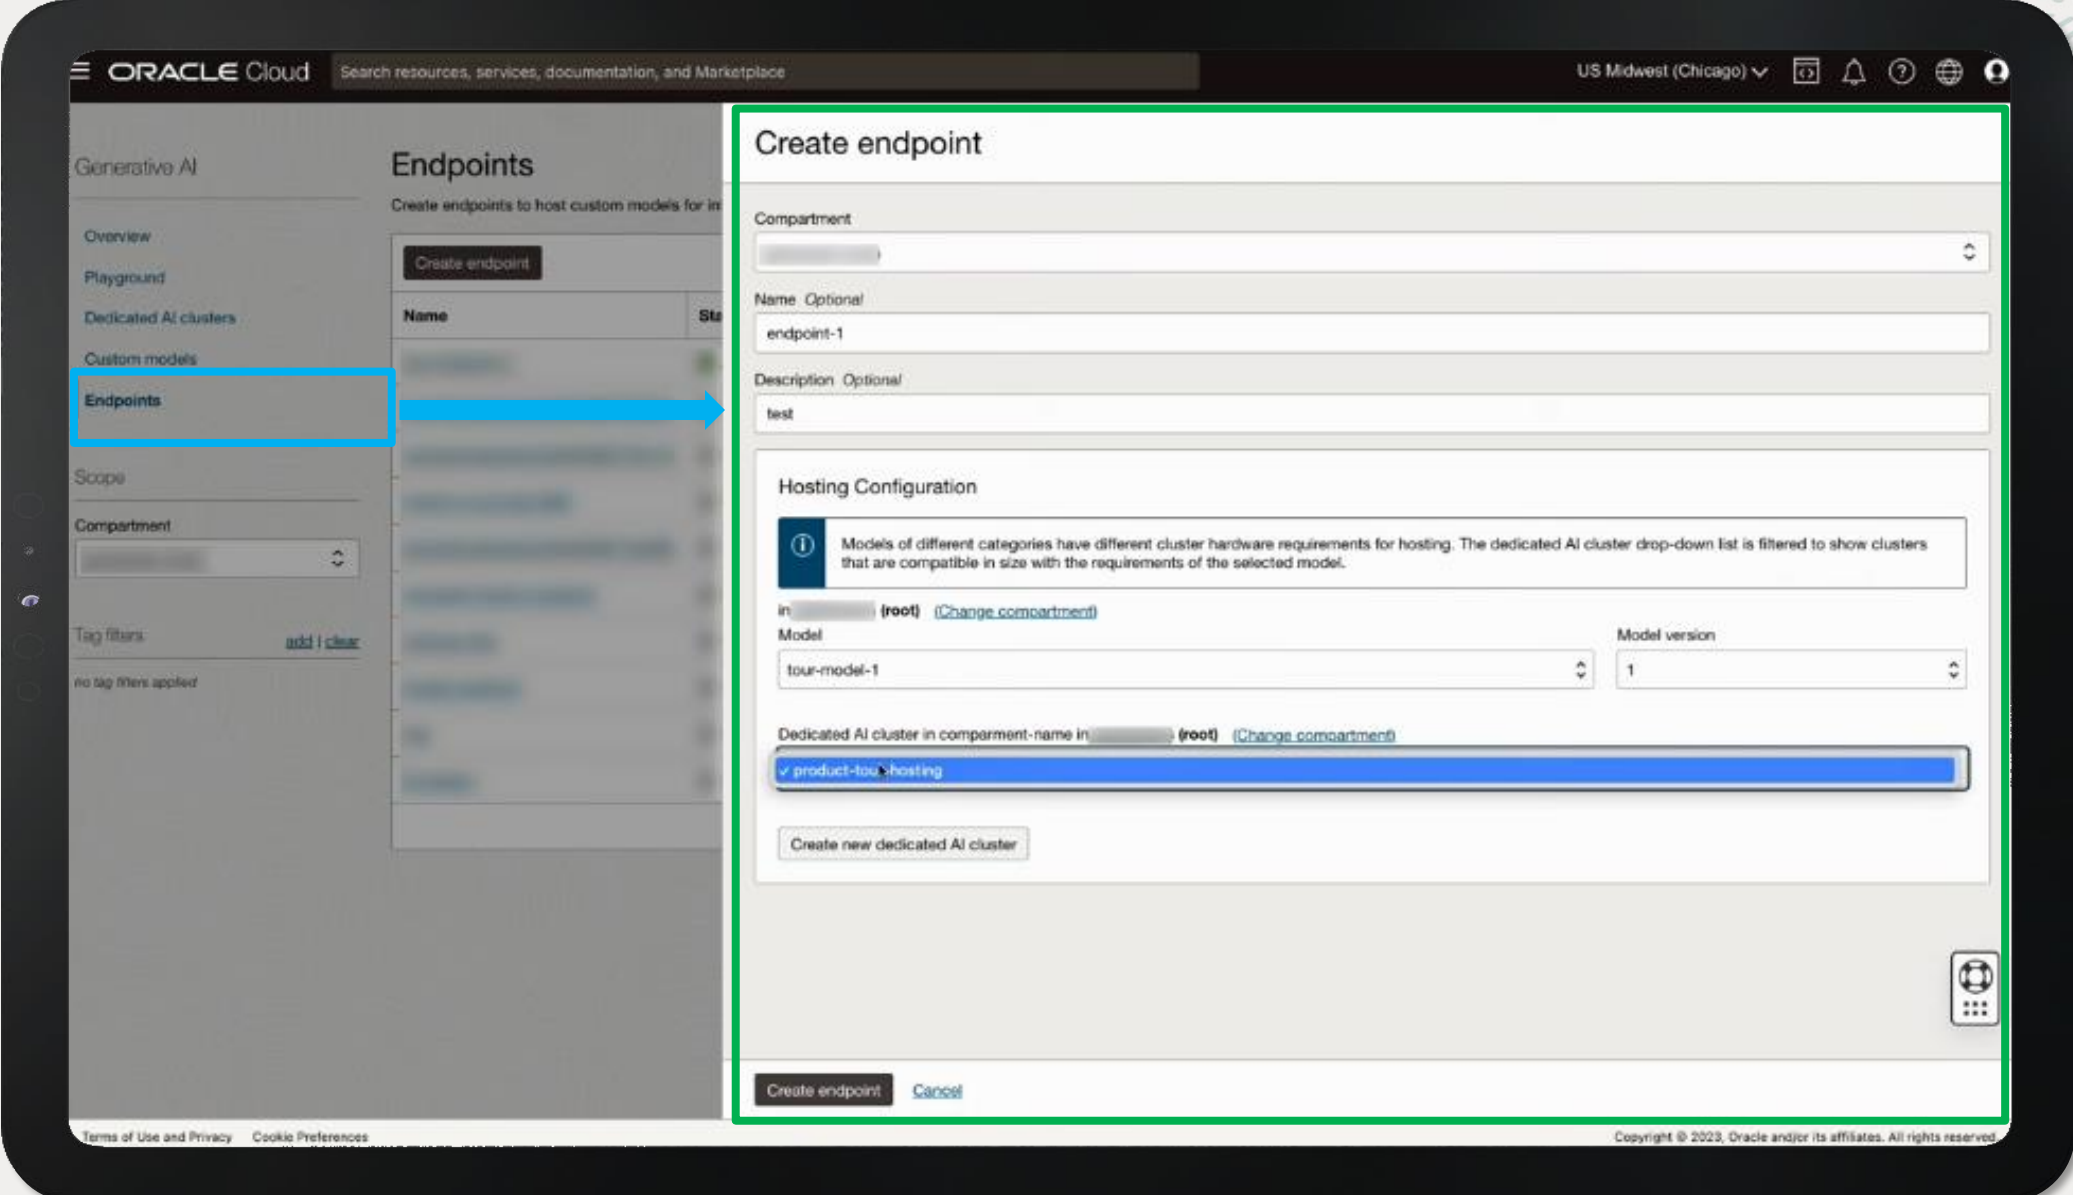 ORACLE Cloud
Search resources, services, documentation, and Marketplace
US Midwest (Chicago)
Generative AI
Overview
Playground
Dedicated AI clusters
Custom models
Endpoints
Scope
Compartment
Tag filters
add | clear
no tag filters applied
Endpoints
Create endpoints to host custom models for in
Create endpoint
Name
Sta
Create endpoint
Compartment
Name Optional
endpoint-1
Description Optional
test
Hosting Configuration
Models of different categories have different cluster hardware requirements for hosting. The dedicated AI cluster drop-down list is filtered to show clusters
that are compatible in size with the requirements of the selected model.
in (root) (Change compartment)
Model
Model version
tour-model-1
1
Dedicated AI cluster in comparment-name in (root) (Change compartment)
✓ product-tour-hosting
Create new dedicated AI cluster
Create endpoint
Cancel
Terms of Use and Privacy
Cookie Preferences
Copyright © 2023, Oracle and/or its affiliates. All rights reserved.